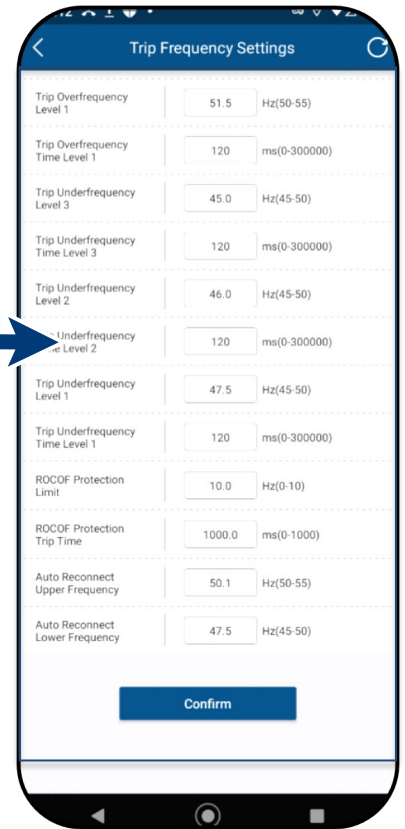 Trip Frequency Settings
Trip Overfrequency
Level 1
51.5 Hz(50-55)
Trip Overfrequency
Time Level 1
120 ms(0-300000)
Trip Underfrequency
Level 3
45.0 Hz(45-50)
Trip Underfrequency
Time Level 3
120 ms(0-300000)
Trip Underfrequency
Level 2
46.0 Hz(45-50)
Underfrequency
Level 2
120 ms(0-300000)
Trip Underfrequency
Level 1
47.5 Hz(45-50)
Trip Underfrequency
Time Level 1
120 ms(0-300000)
ROCOF Protection
Limit
10.0 Hz(0-10)
ROCOF Protection
Trip Time
1000.0 ms(0-1000)
Auto Reconnect
Upper Frequency
50.1 Hz(50-55)
Auto Reconnect
Lower Frequency
47.5 Hz(45-50)
Confirm